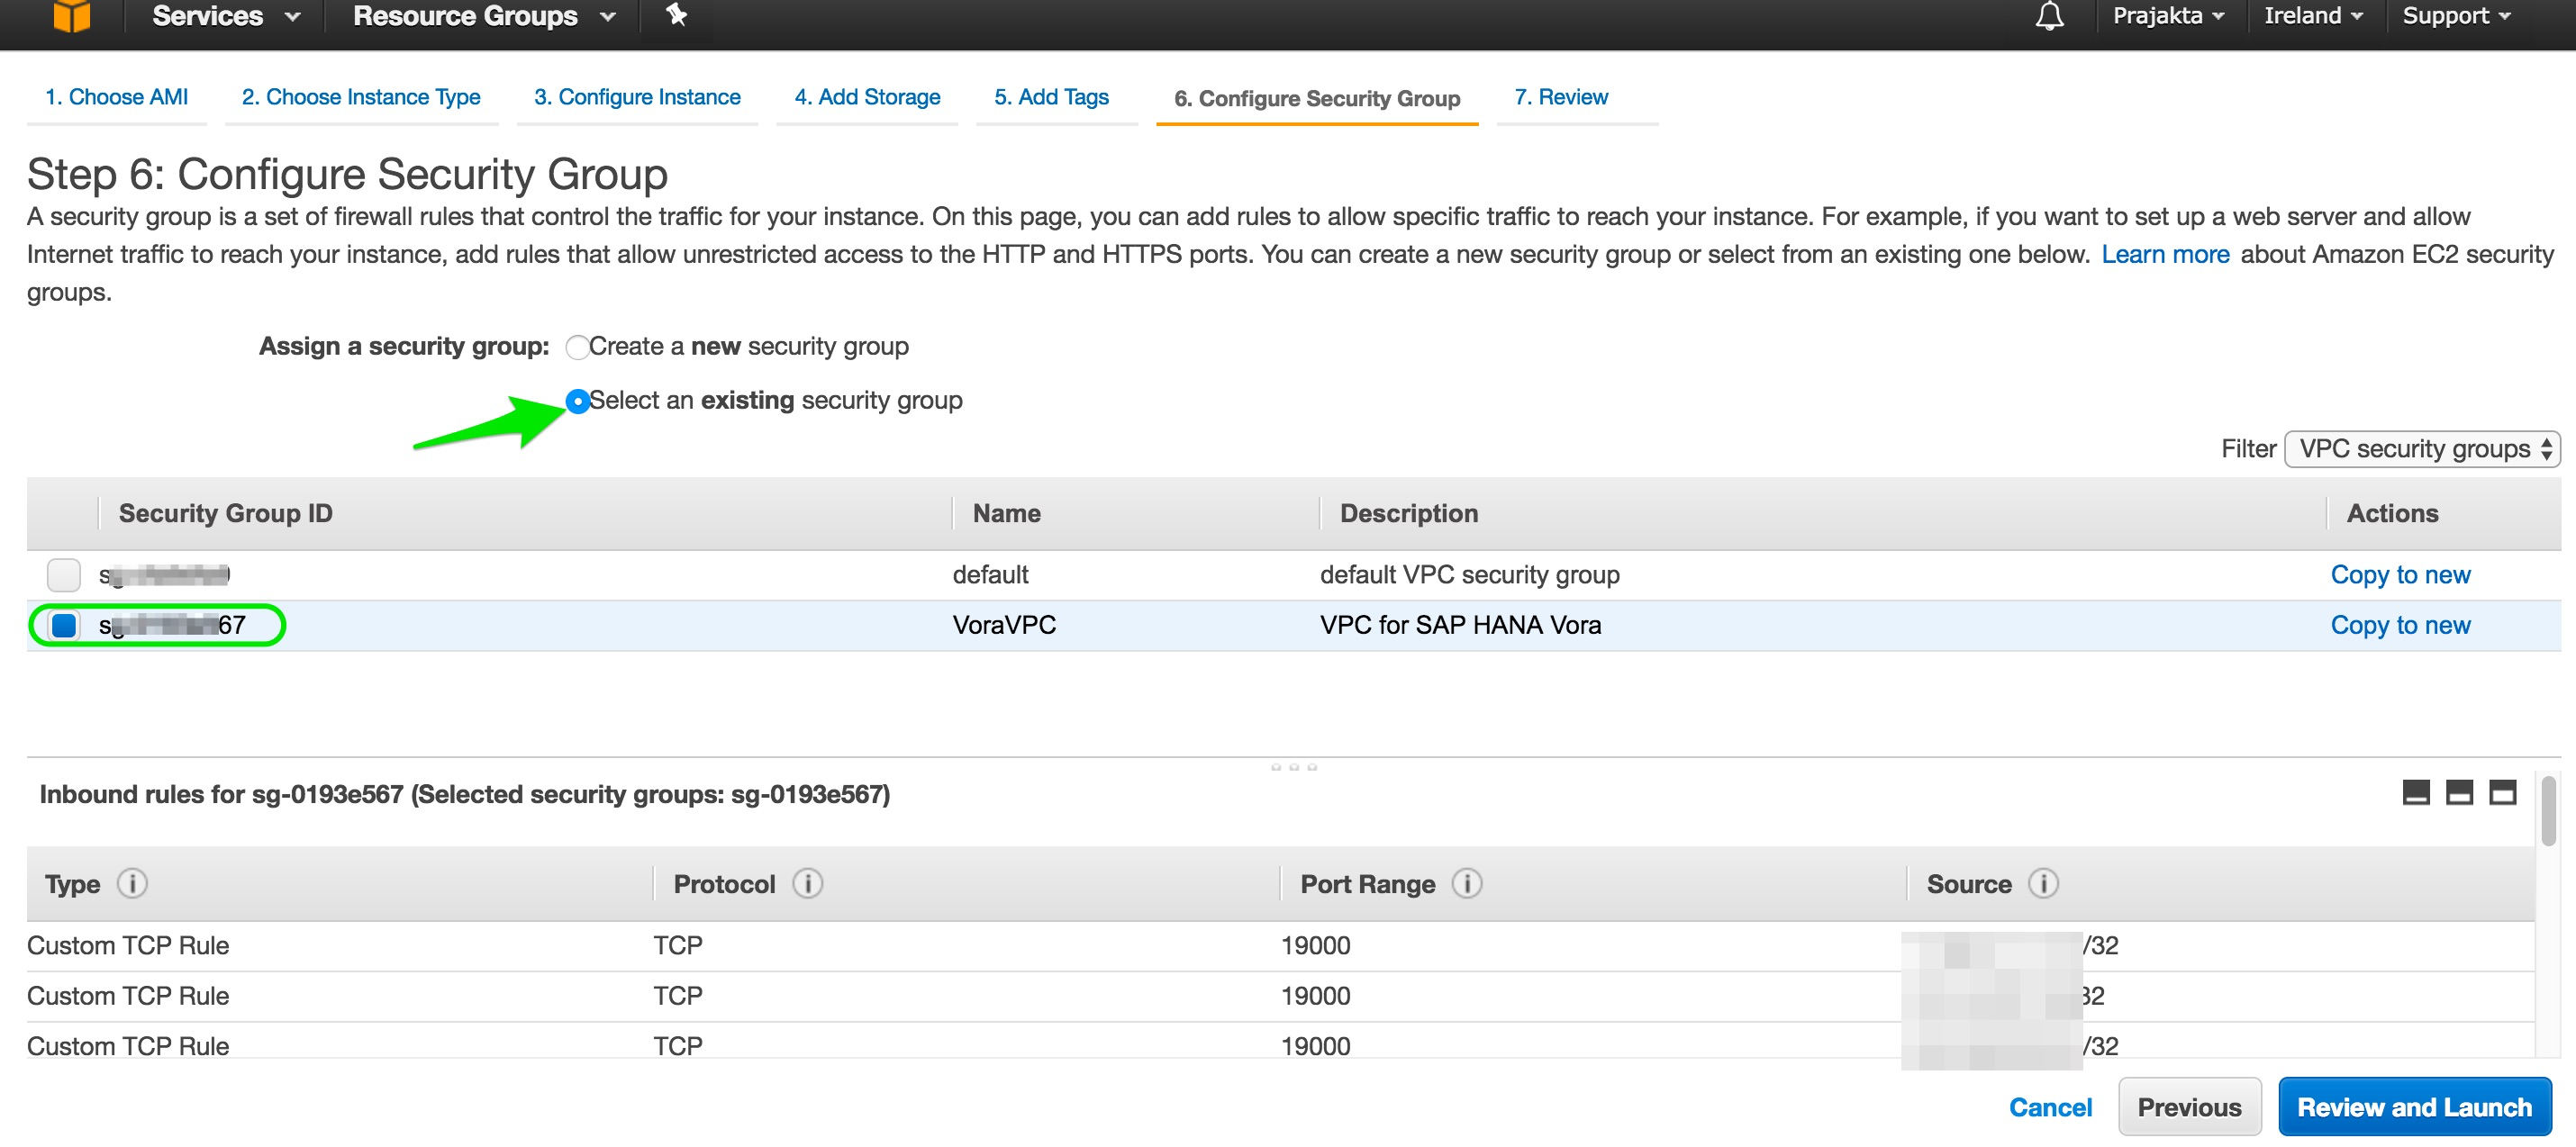 Services Resource Groups Prajakta Ireland Support
1. Choose AMI 2. Choose Instance Type 3. Configure Instance 4. Add Storage 5. Add Tags 6. Configure Security Group 7. Review
Step 6: Configure Security Group
A security group is a set of firewall rules that control the traffic for your instance. On this page, you can add rules to allow specific traffic to reach your instance. For example, if you want to set up a web server and allow
Internet traffic to reach your instance, add rules that allow unrestricted access to the HTTP and HTTPS ports. You can create a new security group or select from an existing one below. Learn more about Amazon EC2 security
groups.
Assign a security group: Create a new security group
Select an existing security group
Filter VPC security groups
Security Group ID Name Description Actions
default default VPC security group Copy to new
67 VoraVPC VPC for SAP HANA Vora Copy to new
Inbound rules for sg-0193e567 (Selected security groups: sg-0193e567)
Type Protocol Port Range Source
Custom TCP Rule TCP 19000 /32
Custom TCP Rule TCP 19000 32
Custom TCP Rule TCP 19000 /32
Cancel Previous Review and Launch